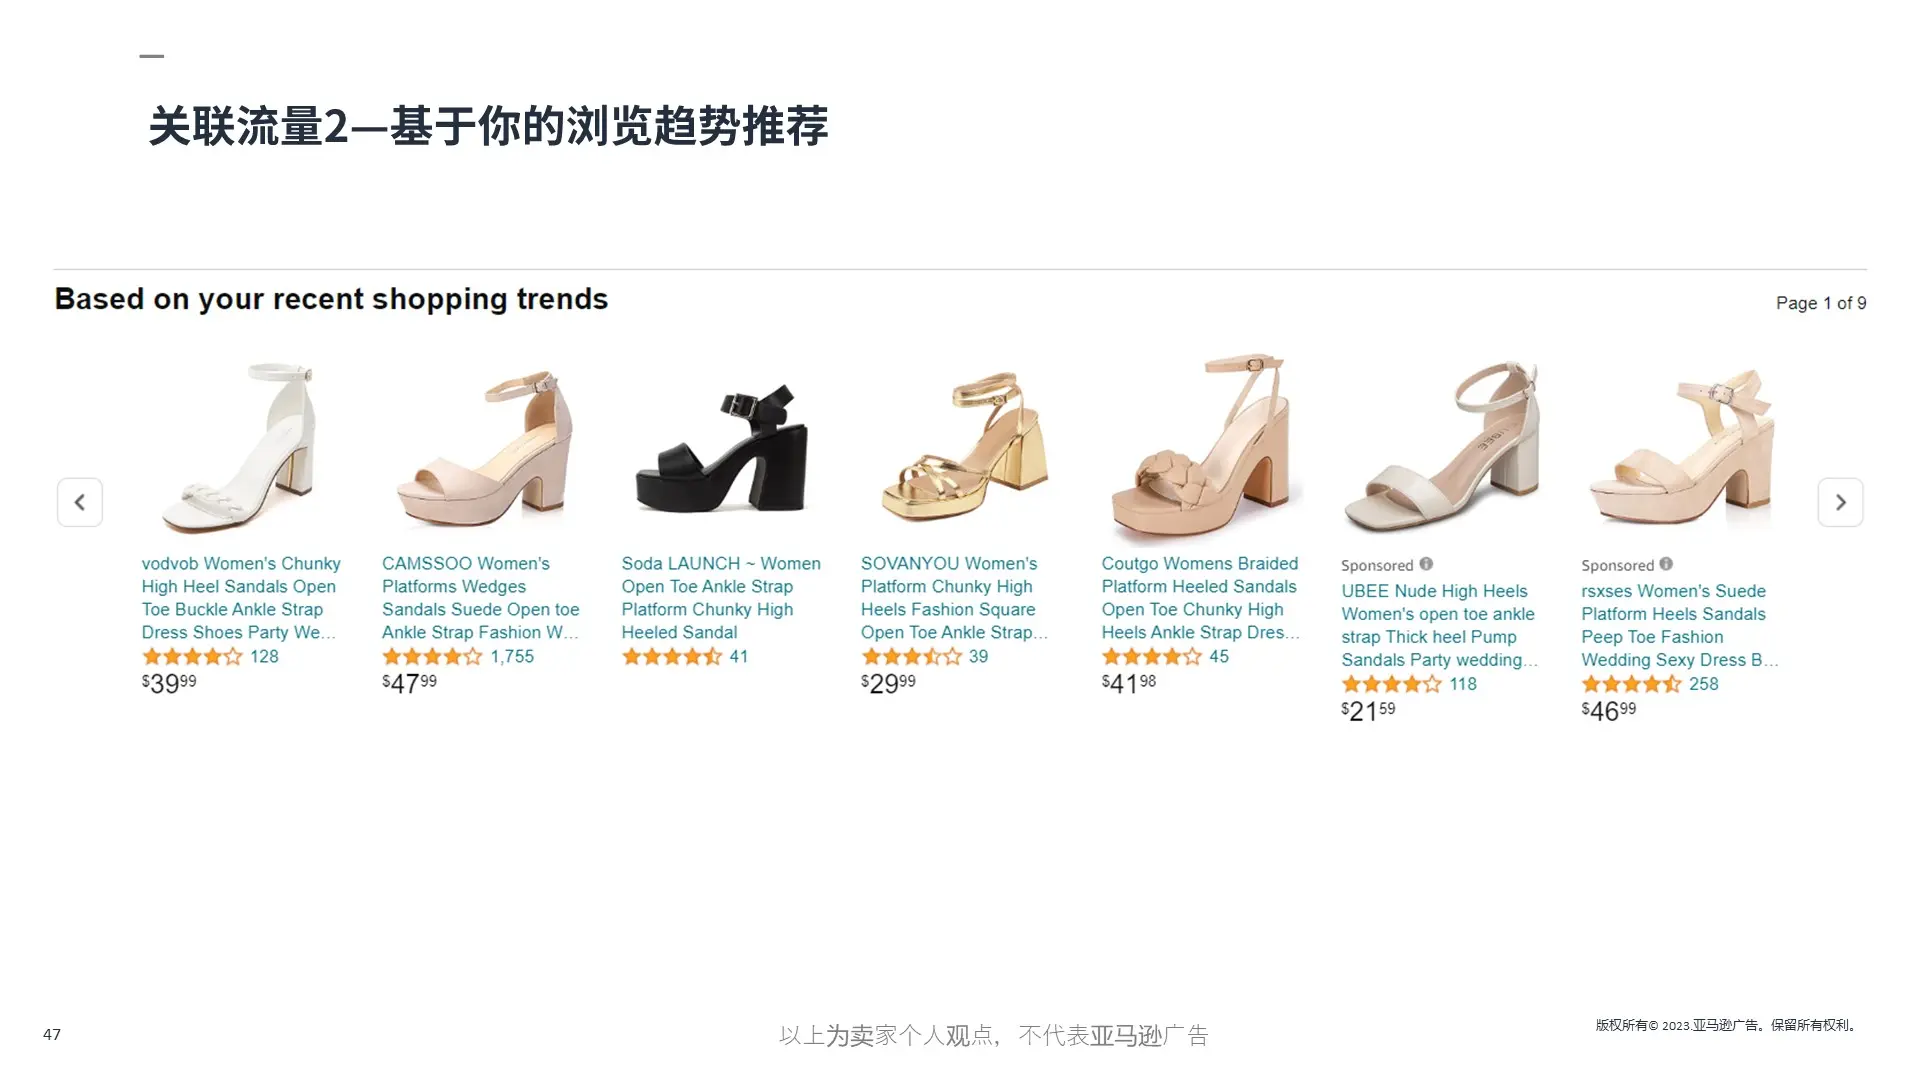 关联流量2—基于你的浏览趋势推荐
Based on your recent shopping trends
Page 1 of 9
vodvob Women's Chunky
High Heel Sandals Open
Toe Buckle Ankle Strap
Dress Shoes Party We...
128
$39.99
CAMSSOO Women's
Platforms Wedges
Sandals Suede Open toe
Ankle Strap Fashion W...
1,755
$47.99
Soda LAUNCH ~ Women
Open Toe Ankle Strap
Platform Chunky High
Heeled Sandal
41
SOVANYOU Women's
Platform Chunky High
Heels Fashion Square
Open Toe Ankle Strap...
39
$29.99
Coutgo Womens Braided
Platform Heeled Sandals
Open Toe Chunky High
Heels Ankle Strap Dres...
45
$41.98
UBEE
Sponsored
UBEE Nude High Heels
Women's open toe ankle
strap Thick heel Pump
Sandals Party wedding...
118
$21.59
Sponsored
rsxses Women's Suede
Platform Heels Sandals
Peep Toe Fashion
Wedding Sexy Dress B...
258
$46.99
47
以上为卖家个人观点，不代表亚马逊广告
版权所有© 2023.亚马逊广告。保留所有权利。